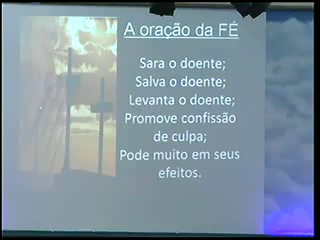 A oração da FÉ
Sara o doente;
Salva o doente;
Levanta o doente;
Promove confissão
de culpa;
Pode muito em seus
efeitos.